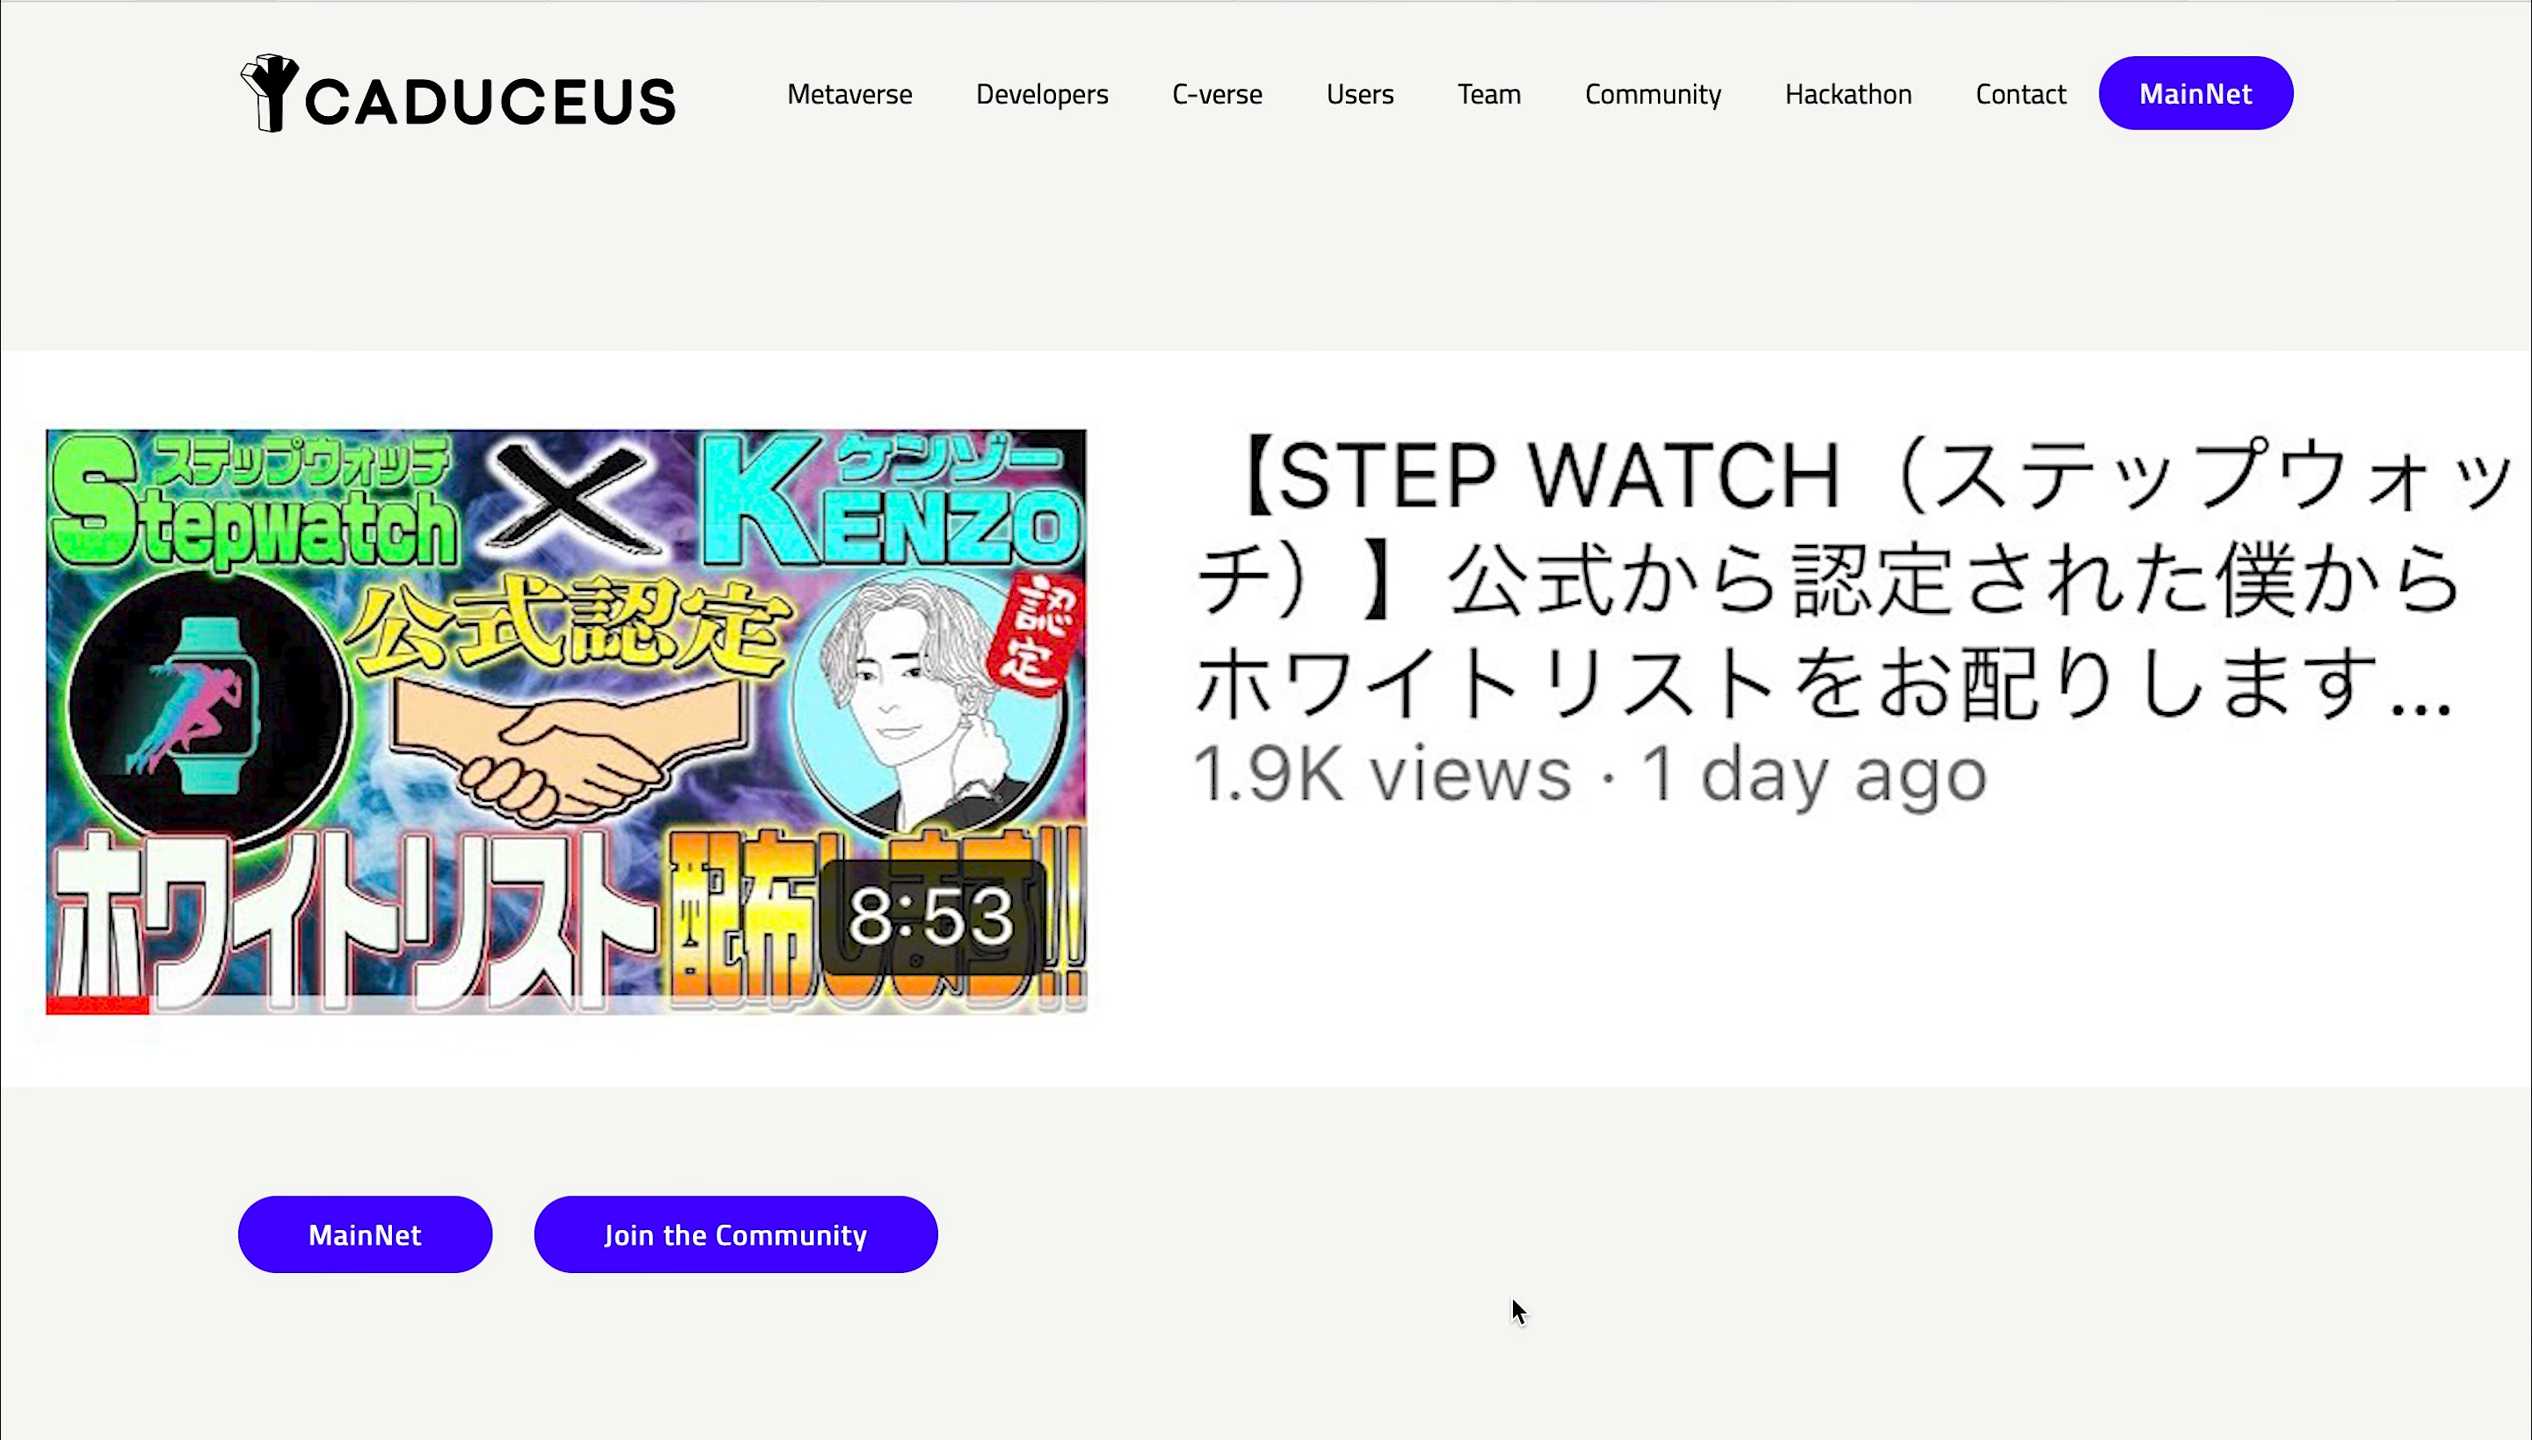 CADUCEUS
Metaverse Developers C-verse Users Team Community Hackathon Contact MainNet
ステップウォッチ
Stepwatch
×
ケンゾー
KENZO
公式認定
認定
ホワイトリスト 配布します!!
8:53
【STEP WATCH（ステップウォッ
チ）】公式から認定された僕から
ホワイトリストをお配りします...
1.9K views · 1 day ago
MainNet Join the Community